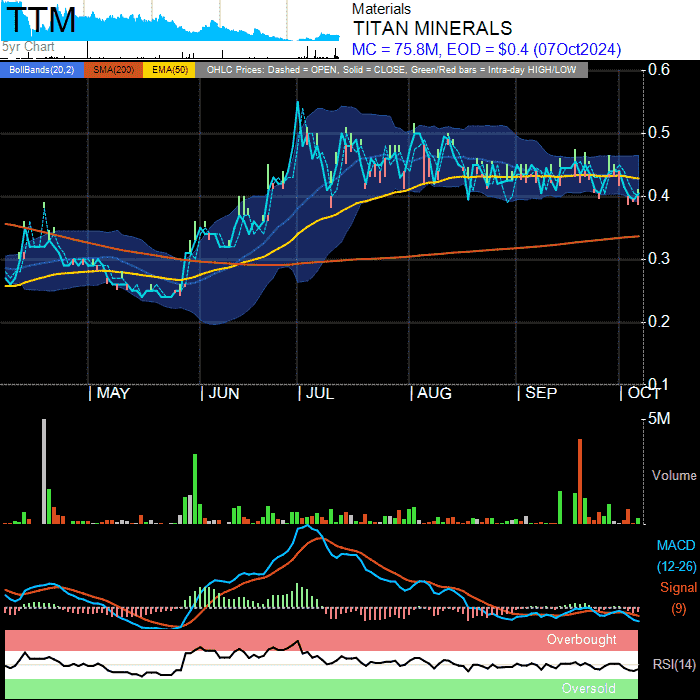 TTM
5yr Chart
Materials
TITAN MINERALS
MC = 75.8M, EOD = $0.4 (07Oct2024)
BollBands(20,2) SMA(200) EMA(50) OHLC Prices: Dashed = OPEN, Solid = CLOSE, Green/Red bars = Intra-day HIGH/LOW
0.6
0.5
0.4
0.3
0.2
0.1
MAY JUN JUL AUG SEP OCT
5M
Volume
MACD
(12-26)
Signal
(9)
Overbought
RSI(14)
Oversold